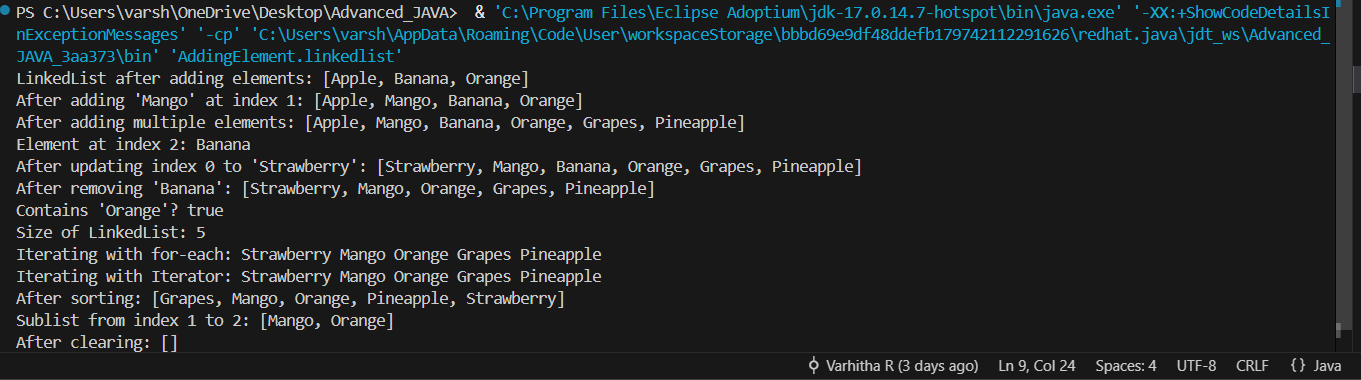 PS C:\Users\varsh\OneDrive\Desktop\Advanced_JAVA>  & 'C:\Program Files\Eclipse Adoptium\jdk-17.0.14.7-hotspot\bin\java.exe' '-XX:+ShowCodeDetailsI
nExceptionMessages' '-cp' 'C:\Users\varsh\AppData\Roaming\Code\User\workspaceStorage\bbbd69e9df48ddefb179742112291626\redhat.java\jdt_ws\Advanced_
JAVA_3aa373\bin' 'AddingElement.linkedlist'
LinkedList after adding elements: [Apple, Banana, Orange]
After adding 'Mango' at index 1: [Apple, Mango, Banana, Orange]
After adding multiple elements: [Apple, Mango, Banana, Orange, Grapes, Pineapple]
Element at index 2: Banana
After updating index 0 to 'Strawberry': [Strawberry, Mango, Banana, Orange, Grapes, Pineapple]
After removing 'Banana': [Strawberry, Mango, Orange, Grapes, Pineapple]
Contains 'Orange'? true
Size of LinkedList: 5
Iterating with for-each: Strawberry Mango Orange Grapes Pineapple
Iterating with Iterator: Strawberry Mango Orange Grapes Pineapple
After sorting: [Grapes, Mango, Orange, Pineapple, Strawberry]
Sublist from index 1 to 2: [Mango, Orange]
After clearing: []
Varhitha R (3 days ago) Ln 9, Col 24 Spaces: 4 UTF-8 CRLF {} Java